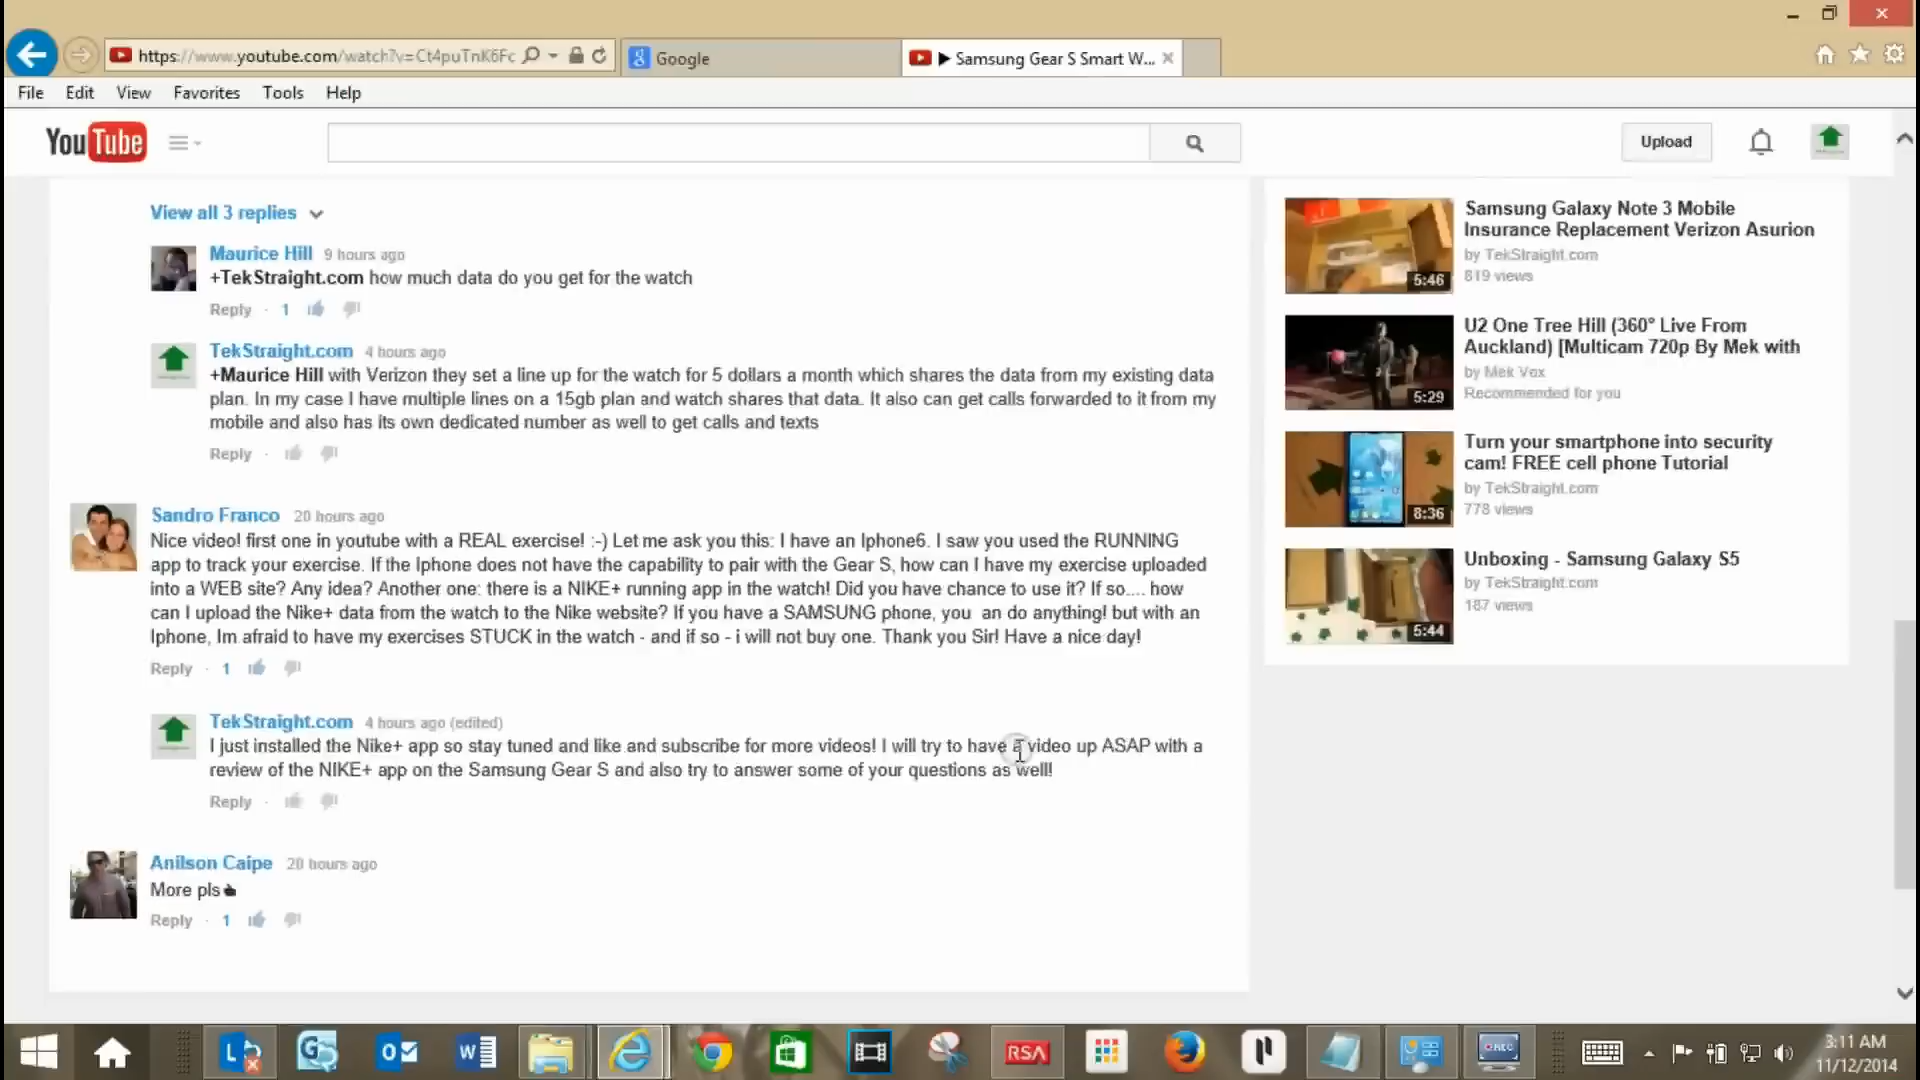 https://www.youtube.com/watch?v=Ct4puTnK6Fc
Google
Samsung Gear S Smart W...
File Edit View Favorites Tools Help
YouTube
Upload
View all 3 replies
Maurice Hill 9 hours ago
+TekStraight.com how much data do you get for the watch
Reply · 1
TekStraight.com 4 hours ago
+Maurice Hill with Verizon they set a line up for the watch for 5 dollars a month which shares the data from my existing data
plan. In my case I have multiple lines on a 15gb plan and watch shares that data. It also can get calls forwarded to it from my
mobile and also has its own dedicated number as well to get calls and texts
Reply ·
Sandro Franco 20 hours ago
Nice video! first one in youtube with a REAL exercise! :-) Let me ask you this: I have an Iphone6. I saw you used the RUNNING
app to track your exercise. If the Iphone does not have the capability to pair with the Gear S, how can I have my exercise uploaded
into a WEB site? Any idea? Another one: there is a NIKE+ running app in the watch! Did you have chance to use it? If so.... how
can I upload the Nike+ data from the watch to the Nike website? If you have a SAMSUNG phone, you an do anything! but with an
Iphone, Im afraid to have my exercises STUCK in the watch - and if so - i will not buy one. Thank you Sir! Have a nice day!
Reply · 1
TekStraight.com 4 hours ago (edited)
I just installed the Nike+ app so stay tuned and like and subscribe for more videos! I will try to have a video up ASAP with a
review of the NIKE+ app on the Samsung Gear S and also try to answer some of your questions as well!
Reply ·
Anilson Caipe 20 hours ago
More pls
Reply · 1
Samsung Galaxy Note 3 Mobile
Insurance Replacement Verizon Asurion
by TekStraight.com
819 views
5:46
U2 One Tree Hill (360° Live From
Auckland) [Multicam 720p By Mek with
by Mek Vox
Recommended for you
5:29
Turn your smartphone into security
cam! FREE cell phone Tutorial
by TekStraight.com
778 views
8:36
Unboxing - Samsung Galaxy S5
by TekStraight.com
187 views
5:44
RSA
REC
3:11 AM
11/12/2014